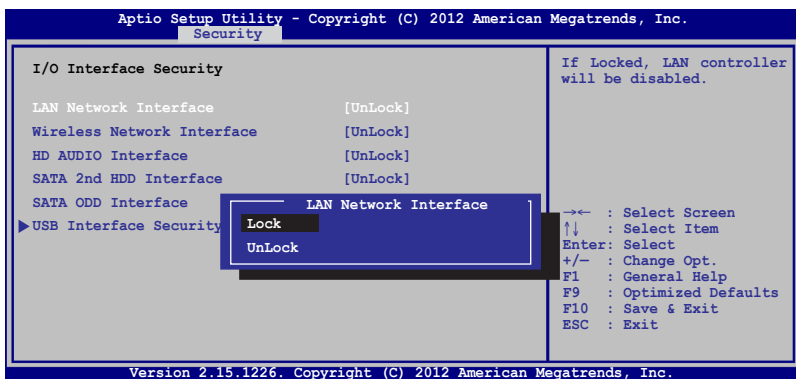 Aptio Setup Utility - Copyright (C) 2012 American Megatrends, Inc.
Security
I/O Interface Security
LAN Network Interface [UnLock]
Wireless Network Interface [UnLock]
HD AUDIO Interface [UnLock]
SATA 2nd HDD Interface [UnLock]
SATA ODD Interface
USB Interface Security
LAN Network Interface
Lock
UnLock
If Locked, LAN controller
will be disabled.
→← : Select Screen
↑↓ : Select Item
Enter: Select
+/— : Change Opt.
F1 : General Help
F9 : Optimized Defaults
F10 : Save & Exit
ESC : Exit
Version 2.15.1226. Copyright (C) 2012 American Megatrends, Inc.